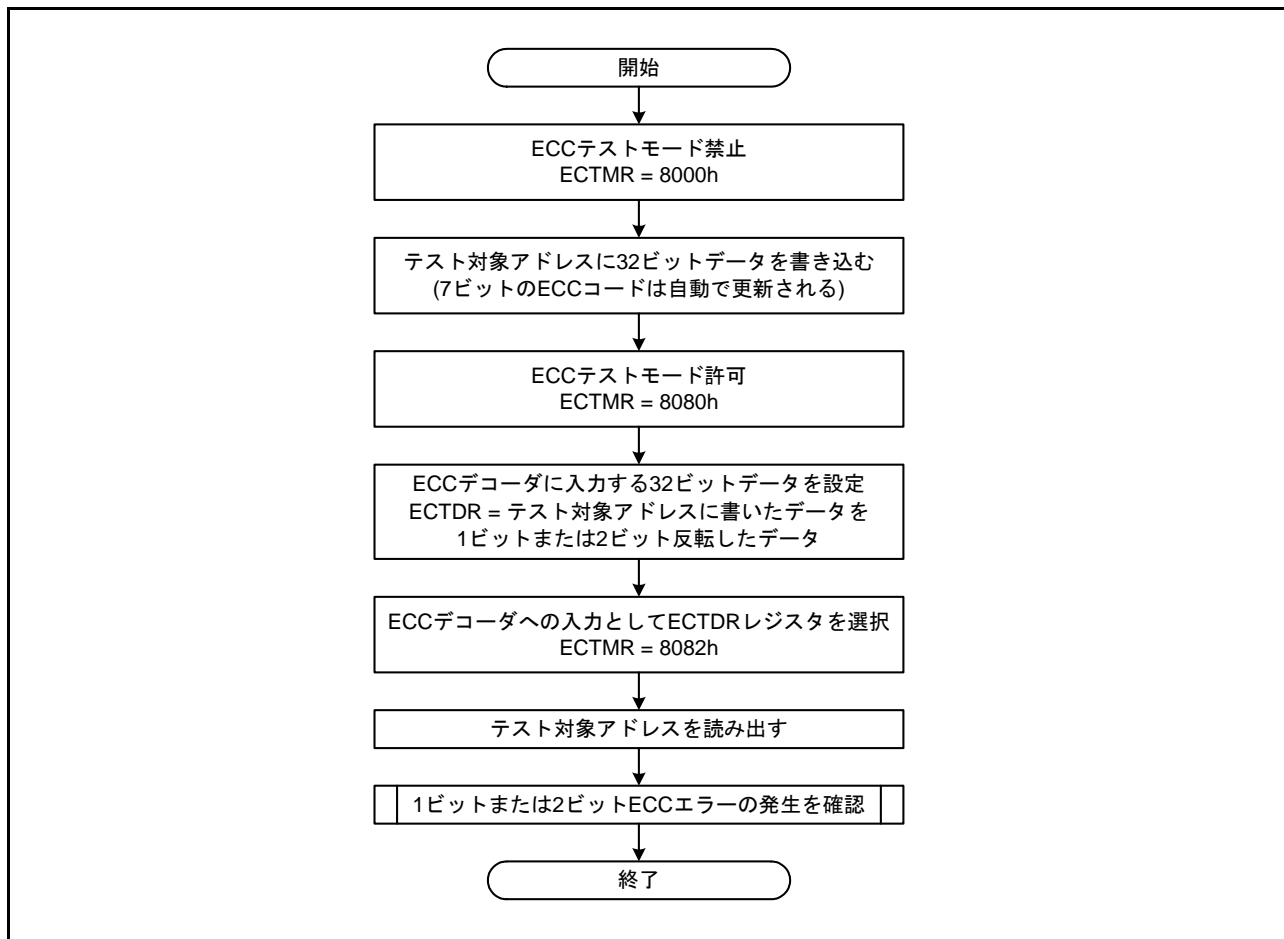 開始
ECCテストモード禁止
ECTMR = 8000h
テスト対象アドレスに32ビットデータを書き込む
(7ビットのECCコードは自動で更新される)
ECCテストモード許可
ECTMR = 8080h
ECCデコーダに入力する32ビットデータを設定
ECTDR = テスト対象アドレスに書いたデータを
1ビットまたは2ビット反転したデータ
ECCデコーダへの入力としてECTDRレジスタを選択
ECTMR = 8082h
テスト対象アドレスを読み出す
1ビットまたは2ビットECCエラーの発生を確認
終了